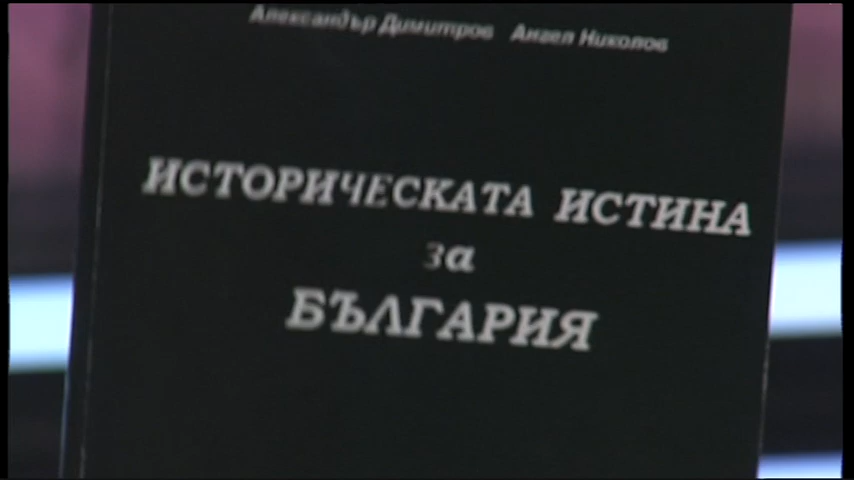 Александър Димитров Ангел Николов
ИСТОРИЧЕСКАТА ИСТИНА
за
БЪЛГАРИЯ